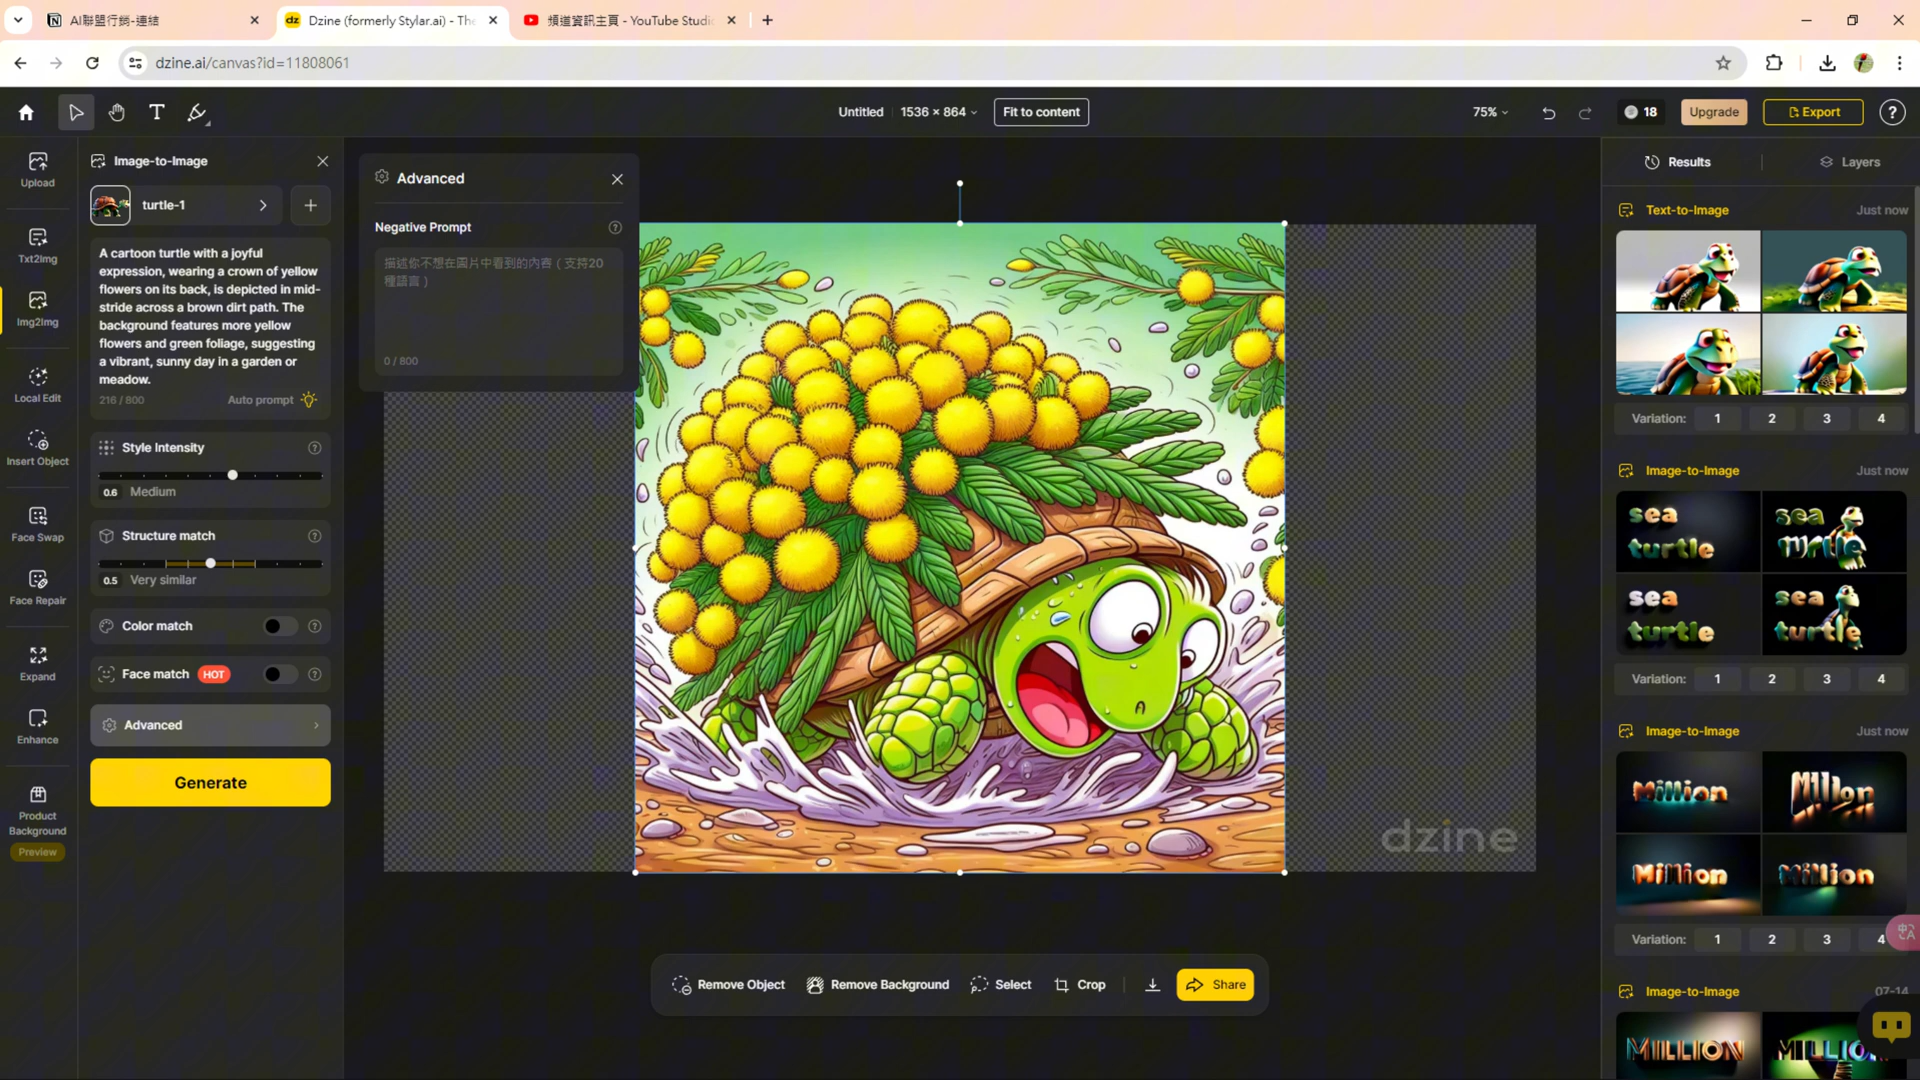 AI聯盟行銷-連結
dz
Dzine (formerly Stylar.ai) - The
頻道資訊主頁 - YouTube Studio
dzine.ai/canvas?id=11808061
Untitled
1536 × 864
Fit to content
75%
18
Upgrade
Export
?
Upload
Txt2Img
Img2Img
Local Edit
Insert Object
Face Swap
Face Repair
Expand
Enhance
Product
Background
Preview
Image-to-Image
turtle-1
A cartoon turtle with a joyful
expression, wearing a crown of yellow
flowers on its back, is depicted in mid-
stride across a brown dirt path. The
background features more yellow
flowers and green foliage, suggesting
a vibrant, sunny day in a garden or
meadow.
216 / 800
Auto prompt
Style Intensity
0.6 Medium
Structure match
0.5 Very similar
Color match
Face match HOT
Advanced
Generate
Advanced
Negative Prompt
描述你不想在圖片中看到的內容（支持20
種語言）
0 / 800
dzine
Remove Object
Remove Background
Select
Crop
Share
Results
Layers
Text-to-Image
Just now
Variation: 1 2 3 4
Image-to-Image
Just now
sea
turtle
sea
turtle
sea
turtle
sea
turtle
Variation: 1 2 3 4
Image-to-Image
Just now
Million
Million
Million
Million
Variation: 1 2 3 4
Image-to-Image
07-14
MILLION
MILLION